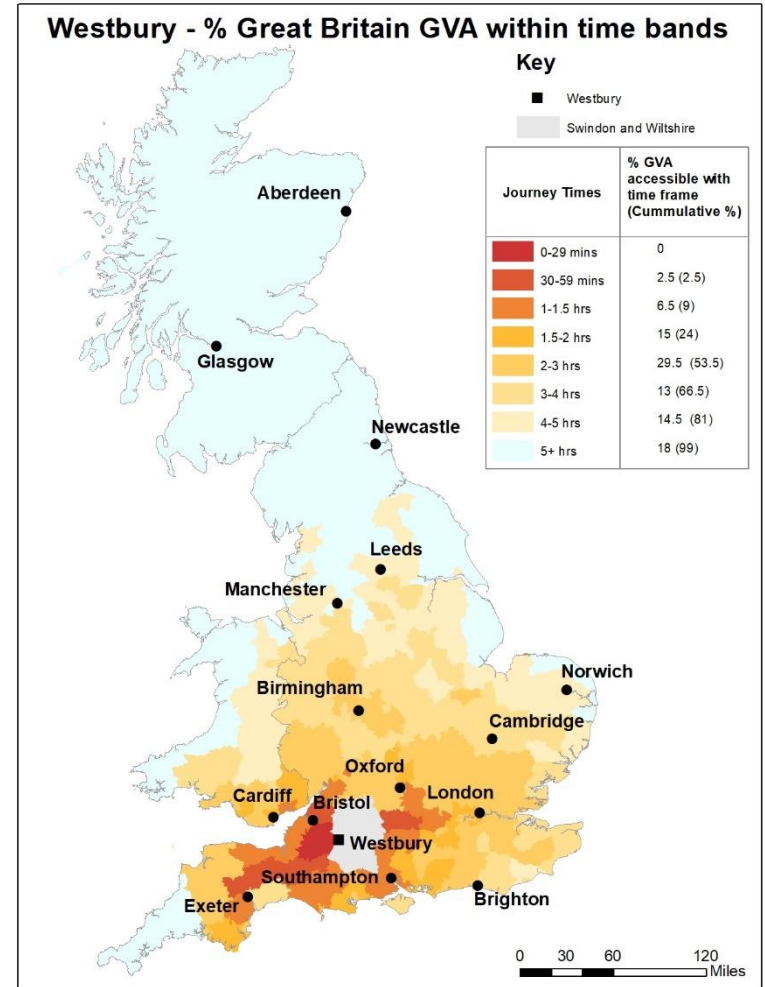 Westbury - % Great Britain GVA within time bands
Key
Westbury
Swindon and Wiltshire
Journey Times
% GVA
accessible with
time frame
(Cummulative %)
0-29 mins
0
30-59 mins
2.5 (2.5)
1-1.5 hrs
6.5 (9)
1.5-2 hrs
15 (24)
2-3 hrs
29.5 (53.5)
3-4 hrs
13 (66.5)
4-5 hrs
14.5 (81)
5+ hrs
18 (99)
Aberdeen
Glasgow
Newcastle
Leeds
Manchester
Norwich
Birmingham
Cambridge
Oxford
Cardiff
Bristol
London
Westbury
Southampton
Exeter
Brighton
0 30 60 120
Miles